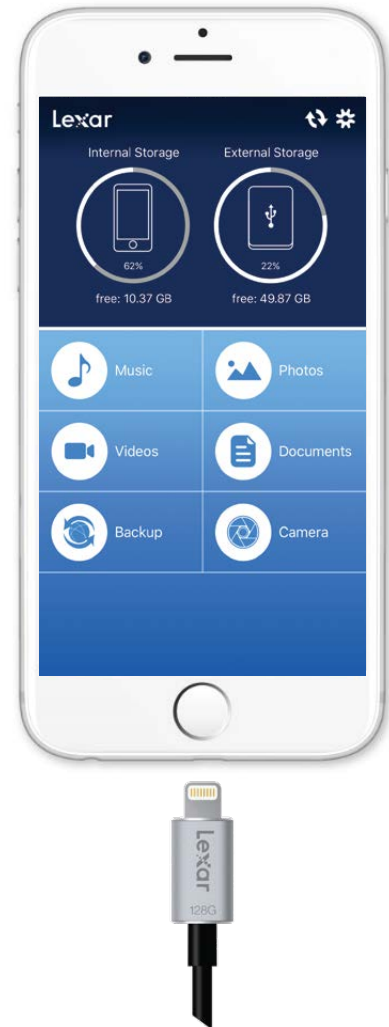 Lexar
Internal Storage External Storage
62% 22%
free: 10.37 GB free: 49.87 GB
Music Photos
Videos Documents
Backup Camera
Lexar
128G